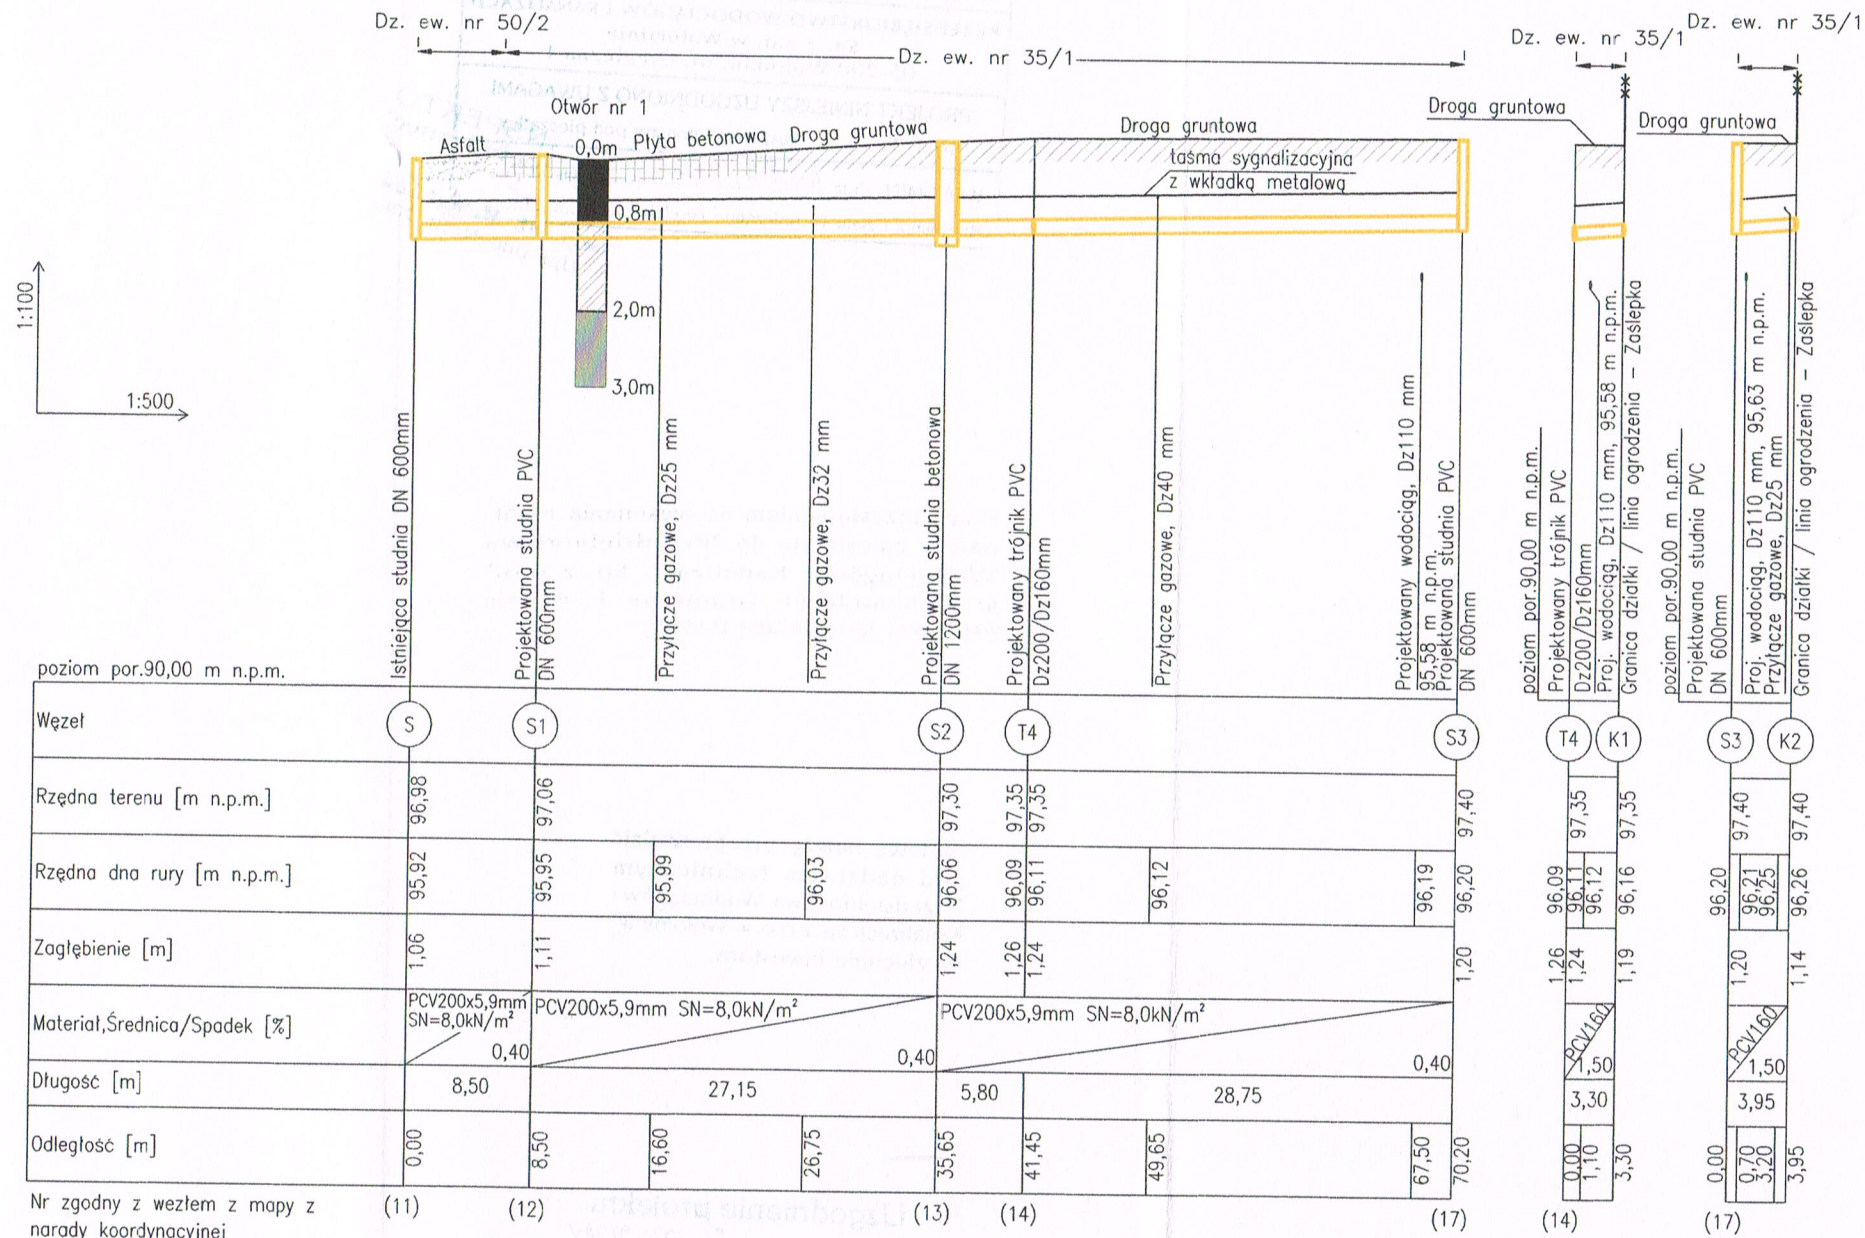 Dz. ew. nr 50/2
Dz. ew. nr 35/1
Dz. ew. nr 35/1
Dz. ew. nr 35/1
Otwór nr 1
Asfalt
0,0m
Płyta betonowa
Droga gruntowa
Droga gruntowa
Droga gruntowa
Droga gruntowa
taśma sygnalizacyjna
z wkładką metalową
0,8m
2,0m
3,0m
1:100
1:500
Istniejąca studnia DN 600mm
Projektowana studnia PVC
DN 600mm
Przyłącze gazowe, Dz25 mm
Przyłącze gazowe, Dz32 mm
Projektowana studnia betonowa
DN 1200mm
Projektowany trójnik PVC
Dz200/Dz160mm
Przyłącze gazowe, Dz40 mm
Projektowany wodociąg, Dz110 mm
95,58 m n.p.m.
Projektowana studnia PVC
DN 600mm
poziom por.90,00 m n.p.m.
Projektowany trójnik PVC
Dz200/Dz160mm
Proj. wodociąg, Dz110 mm, 95,58 m n.p.m.
Granica działki / linia ogrodzenia - Zaślepka
poziom por.90,00 m n.p.m.
Projektowana studnia PVC
DN 600mm
Proj. wodociąg, Dz110 mm, 95,63 m n.p.m.
Przyłącze gazowe, Dz25 mm
Granica działki / linia ogrodzenia - Zaślepka
poziom por.90,00 m n.p.m.
Węzeł
S S1 S2 T4 S3 T4 K1 S3 K2
Rzędna terenu [m n.p.m.]
96,98 97,06 97,30 97,35 97,35 97,40 97,35 97,35 97,40 97,40
Rzędna dna rury [m n.p.m.]
95,92 95,95 95,99 96,03 96,06 96,09 96,11 96,12 96,19 96,20 96,09 96,11 96,12 96,16 96,20 96,21 96,25 96,26
Zagłębienie [m]
1,06 1,11 1,24 1,26 1,24 1,20 1,26 1,24 1,19 1,20 1,14
Materiał,Średnica/Spadek [%]
PCV200x5,9mm
SN=8,0kN/m²
0,40
PCV200x5,9mm SN=8,0kN/m²
0,40
PCV200x5,9mm SN=8,0kN/m²
0,40
PCV160
1,50
PCV160
1,50
Długość [m]
8,50 27,15 5,80 28,75 3,30 3,95
Odległość [m]
0,00 8,50 16,60 26,75 35,65 41,45 49,65 67,50 70,20 0,00 1,10 3,30 0,00 0,70 3,20 3,95
Nr zgodny z wezłem z mapy z
narady koordynacyjnej
(11) (12) (13) (14) (17) (14) (17)